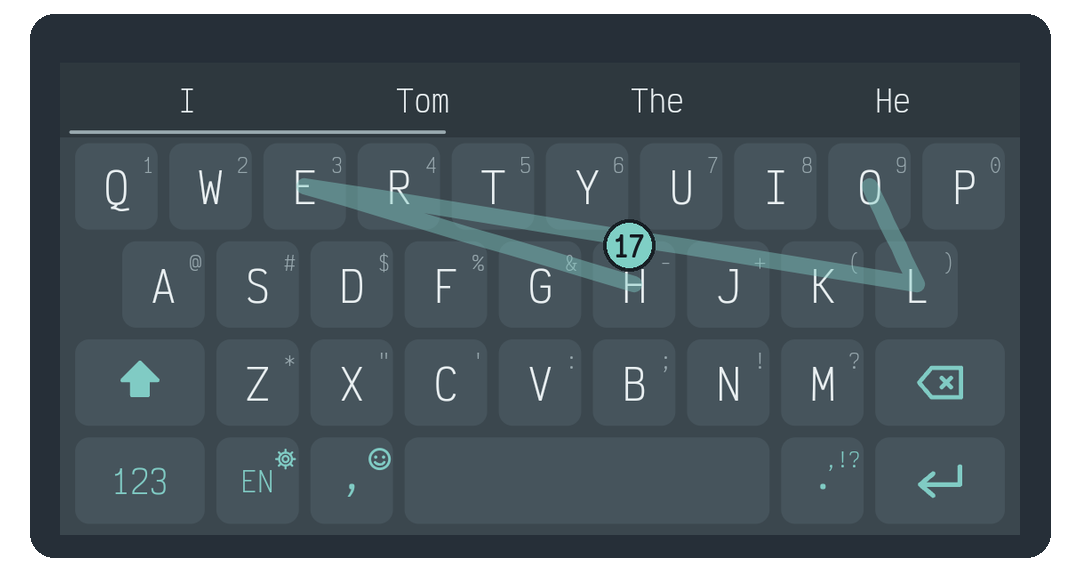 I Tom The He
Q 1 W 2 E 3 R 4 T 5 Y 6 U 7 I 8 O 9 P 0
17
A @ S # D $ F % G & H - J + K ( L )
Z * X " C ' V : B ; N ! M ?
123 EN , . ,!?